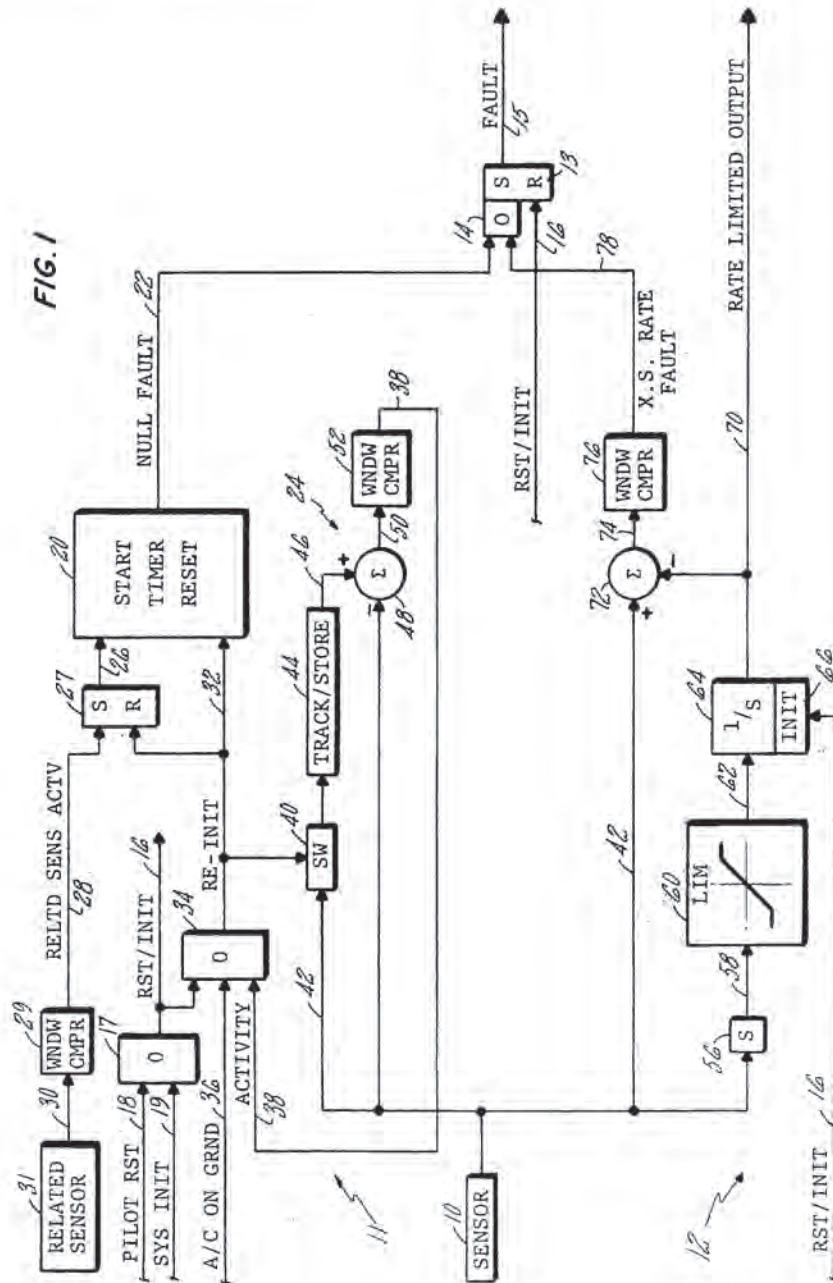 FIG. 1
31
RELATED SENSOR
30
29
WNDW CMPR
RELTD SENS ACTV
28
27
S
R
26
20
START
TIMER
RESET
NULL FAULT
22
PILOT RST
18
SYS INIT
19
17
O
RST/INIT
16
A/C ON GRND
36
34
O
RE-INIT
32
ACTIVITY
38
40
SW
44
TRACK/STORE
46
+
-
Σ
48
50
24
52
WNDW CMPR
38
42
11
14
O
S
R
13
FAULT
15
16
RST/INIT
78
X.S. RATE FAULT
10
SENSOR
42
72
+
Σ
-
74
76
WNDW CMPR
12
56
S
58
60
LIM
62
64
1/S
INIT
66
70
RATE LIMITED OUTPUT
RST/INIT
16